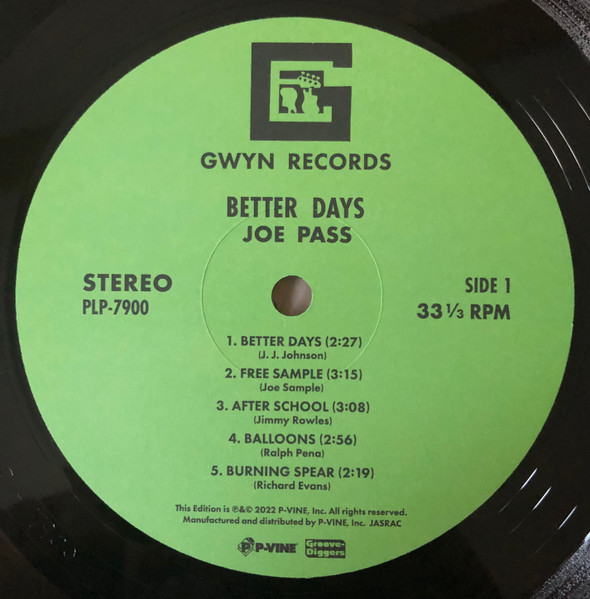 GWYN RECORDS
BETTER DAYS
JOE PASS
STEREO
PLP-7900
SIDE 1
33 1/3 RPM
1. BETTER DAYS (2:27)
(J. J. Johnson)
2. FREE SAMPLE (3:15)
(Joe Sample)
3. AFTER SCHOOL (3:08)
(Jimmy Rowles)
4. BALLOONS (2:56)
(Ralph Pena)
5. BURNING SPEAR (2:19)
(Richard Evans)
This Edition is ℗&© 2022 P-VINE, Inc. All rights reserved.
Manufactured and distributed by P-VINE, Inc. JASRAC
P-VINE® Groove-
Diggers